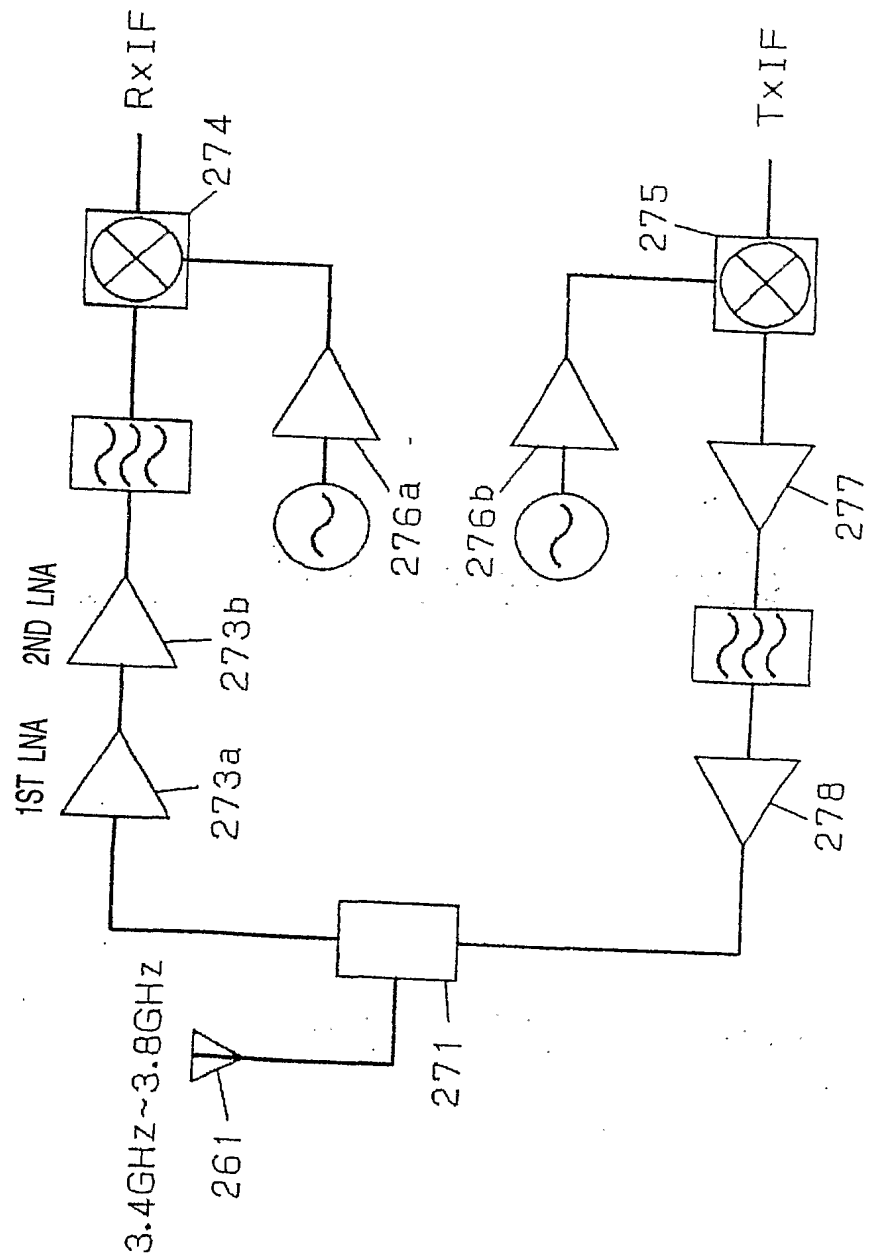 3.4GHz~3.8GHz
261
271
1ST LNA
273a
2ND LNA
273b
274
RxIF
276a
276b
275
TxIF
277
278